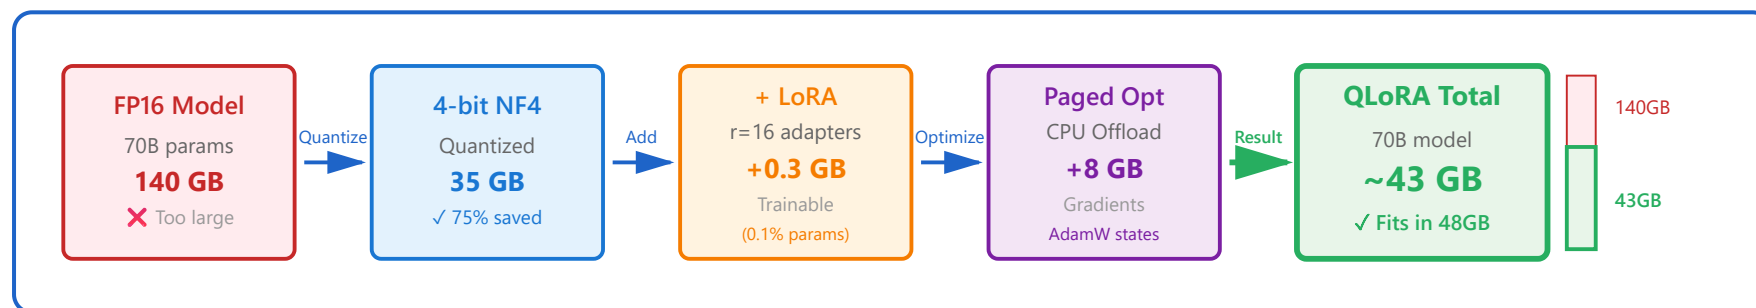 FP16 Model
70B params
140 GB
❌ Too large
Quantize
4-bit NF4
Quantized
35 GB
✓ 75% saved
Add
+ LoRA
r=16 adapters
+0.3 GB
Trainable
(0.1% params)
Optimize
Paged Opt
CPU Offload
+8 GB
Gradients
AdamW states
Result
QLoRA Total
70B model
~43 GB
✓ Fits in 48GB
140GB
43GB